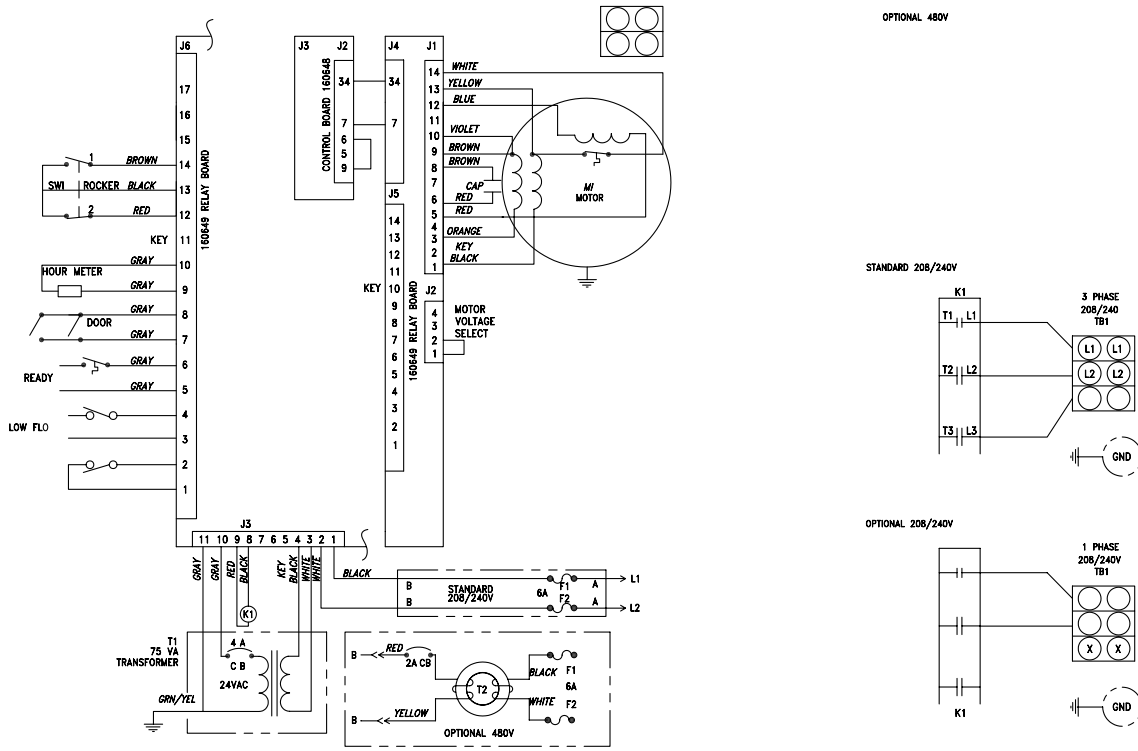 OPTIONAL 480V
J6
17
16
15
14
13
12
11
10
9
8
7
6
5
4
3
2
1
160649 RELAY BOARD
1
BROWN
SW1 ROCKER BLACK
2
RED
KEY
GRAY
HOUR METER
GRAY
GRAY
DOOR
GRAY
GRAY
READY
GRAY
LOW FLO
J3 J2
34
7
6
5
9
CONTROL BOARD 160648
J4 J1
34
7
J5
14
13
12
11
KEY 10
9
8
7
6
5
4
3
2
1
160649 RELAY BOARD
14 WHITE
13 YELLOW
12 BLUE
11
10 VIOLET
9 BROWN
8 BROWN
7
6 RED
5 RED
4
3 ORANGE
2 KEY
1 BLACK
CAP
MI
MOTOR
J2
4
3
2
1
MOTOR
VOLTAGE
SELECT
J3
11 10 9 8 7 6 5 4 3 2 1
GRAY GRAY RED BLACK KEY BLACK WHITE WHITE
BLACK
K1
T1
75 VA
TRANSFORMER
4 A
C B
24VAC
GRN/YEL
B STANDARD
208/240V
B
6A
F1
F2
A L1
A L2
B RED
2A CB
T2
BLACK
F1
6A
WHITE F2
B YELLOW
OPTIONAL 480V
STANDARD 208/240V
K1
T1 L1
T2 L2
T3 L3
3 PHASE
208/240
TB1
L1 L1
L2 L2
GND
OPTIONAL 208/240V
K1
1 PHASE
208/240V
TB1
X X
GND